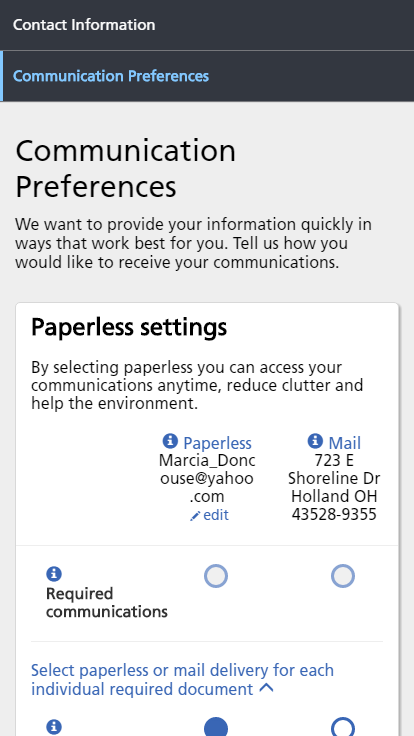 Contact Information
Communication Preferences
Communication
Preferences
We want to provide your information quickly in
ways that work best for you. Tell us how you
would like to receive your communications.
Paperless settings
By selecting paperless you can access your
communications anytime, reduce clutter and
help the environment.
Paperless
Marcia_Donc
ouse@yahoo
.com
edit
Mail
723 E
Shoreline Dr
Holland OH
43528-9355
Required
communications
Select paperless or mail delivery for each
individual required document